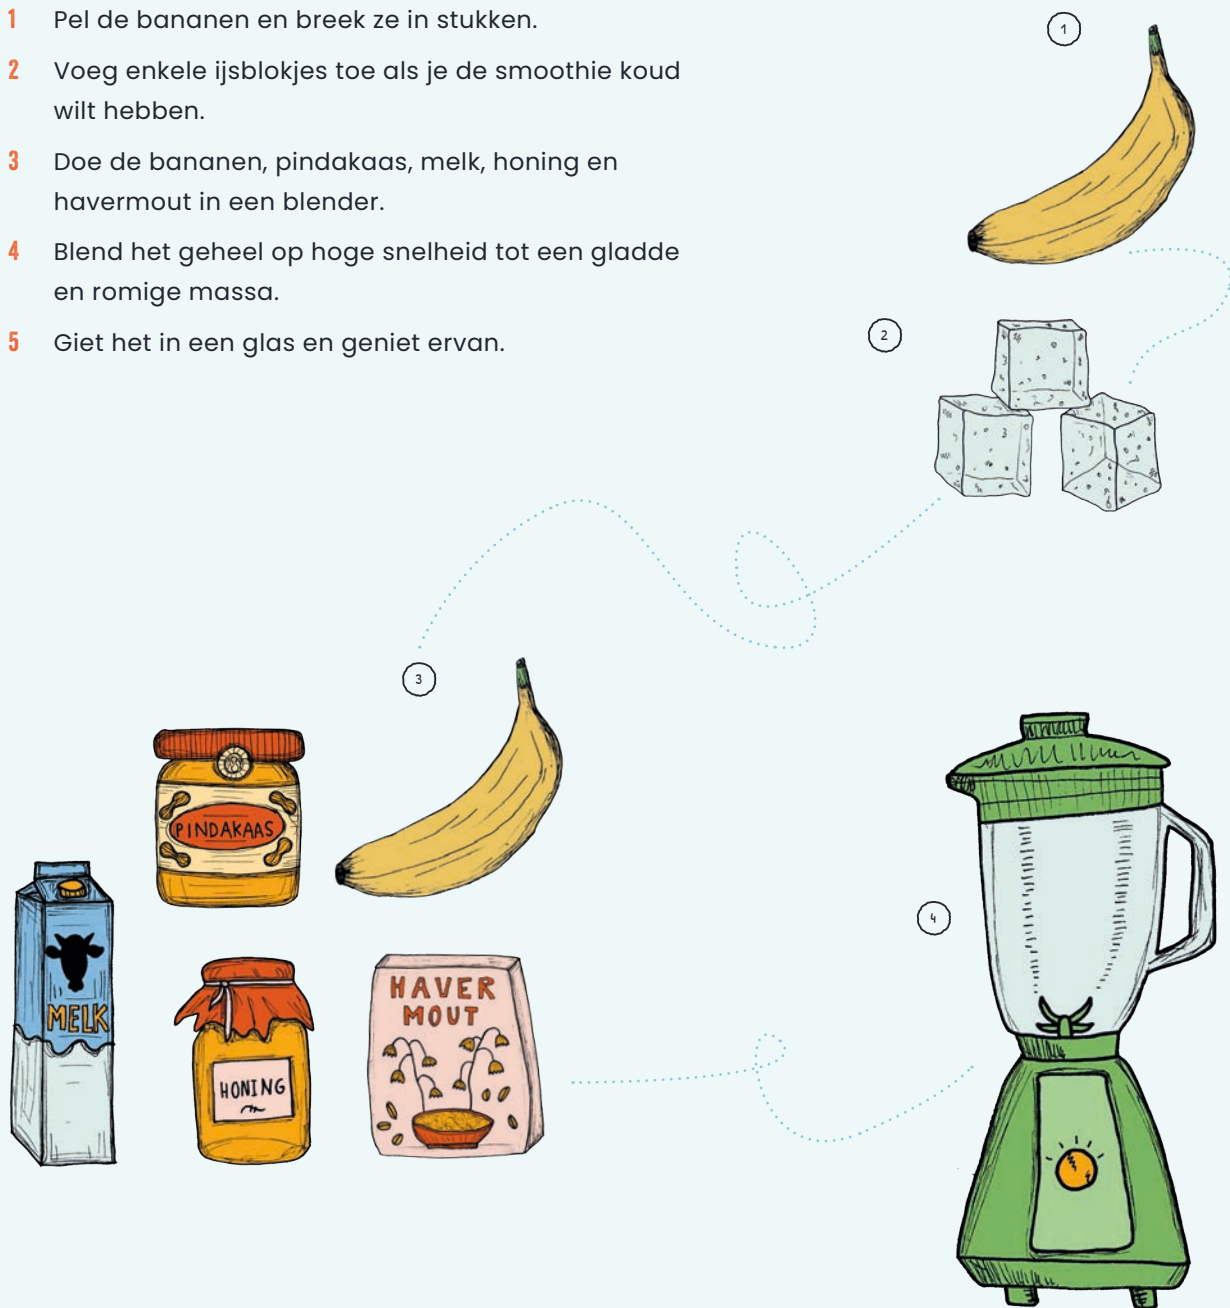 1 Pel de bananen en breek ze in stukken.
2 Voeg enkele ijsblokjes toe als je de smoothie koud
wilt hebben.
3 Doe de bananen, pindakaas, melk, honing en
havermout in een blender.
4 Blend het geheel op hoge snelheid tot een gladde
en romige massa.
5 Giet het in een glas en geniet ervan.
1
2
3
PINDAKAAS
MELK
HONING
HAVER
MOUT
4